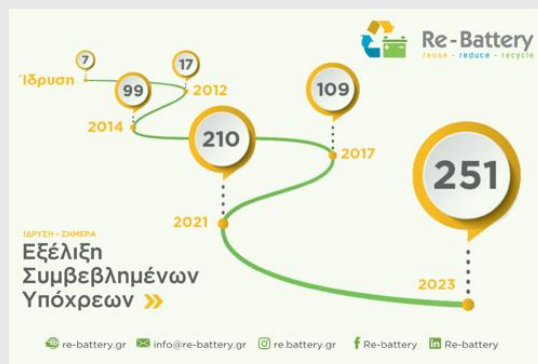 Re-Battery
reuse - reduce - recycle
7
Ίδρυση
17
2012
99
2014
109
2017
210
2021
251
2023
ΙΔΡΥΣΗ - ΣΗΜΕΡΑ
Εξέλιξη
Συμβεβλημένων
Υπόχρεων »
re-battery.gr
info@re-battery.gr
re.battery.gr
Re-battery
Re-battery